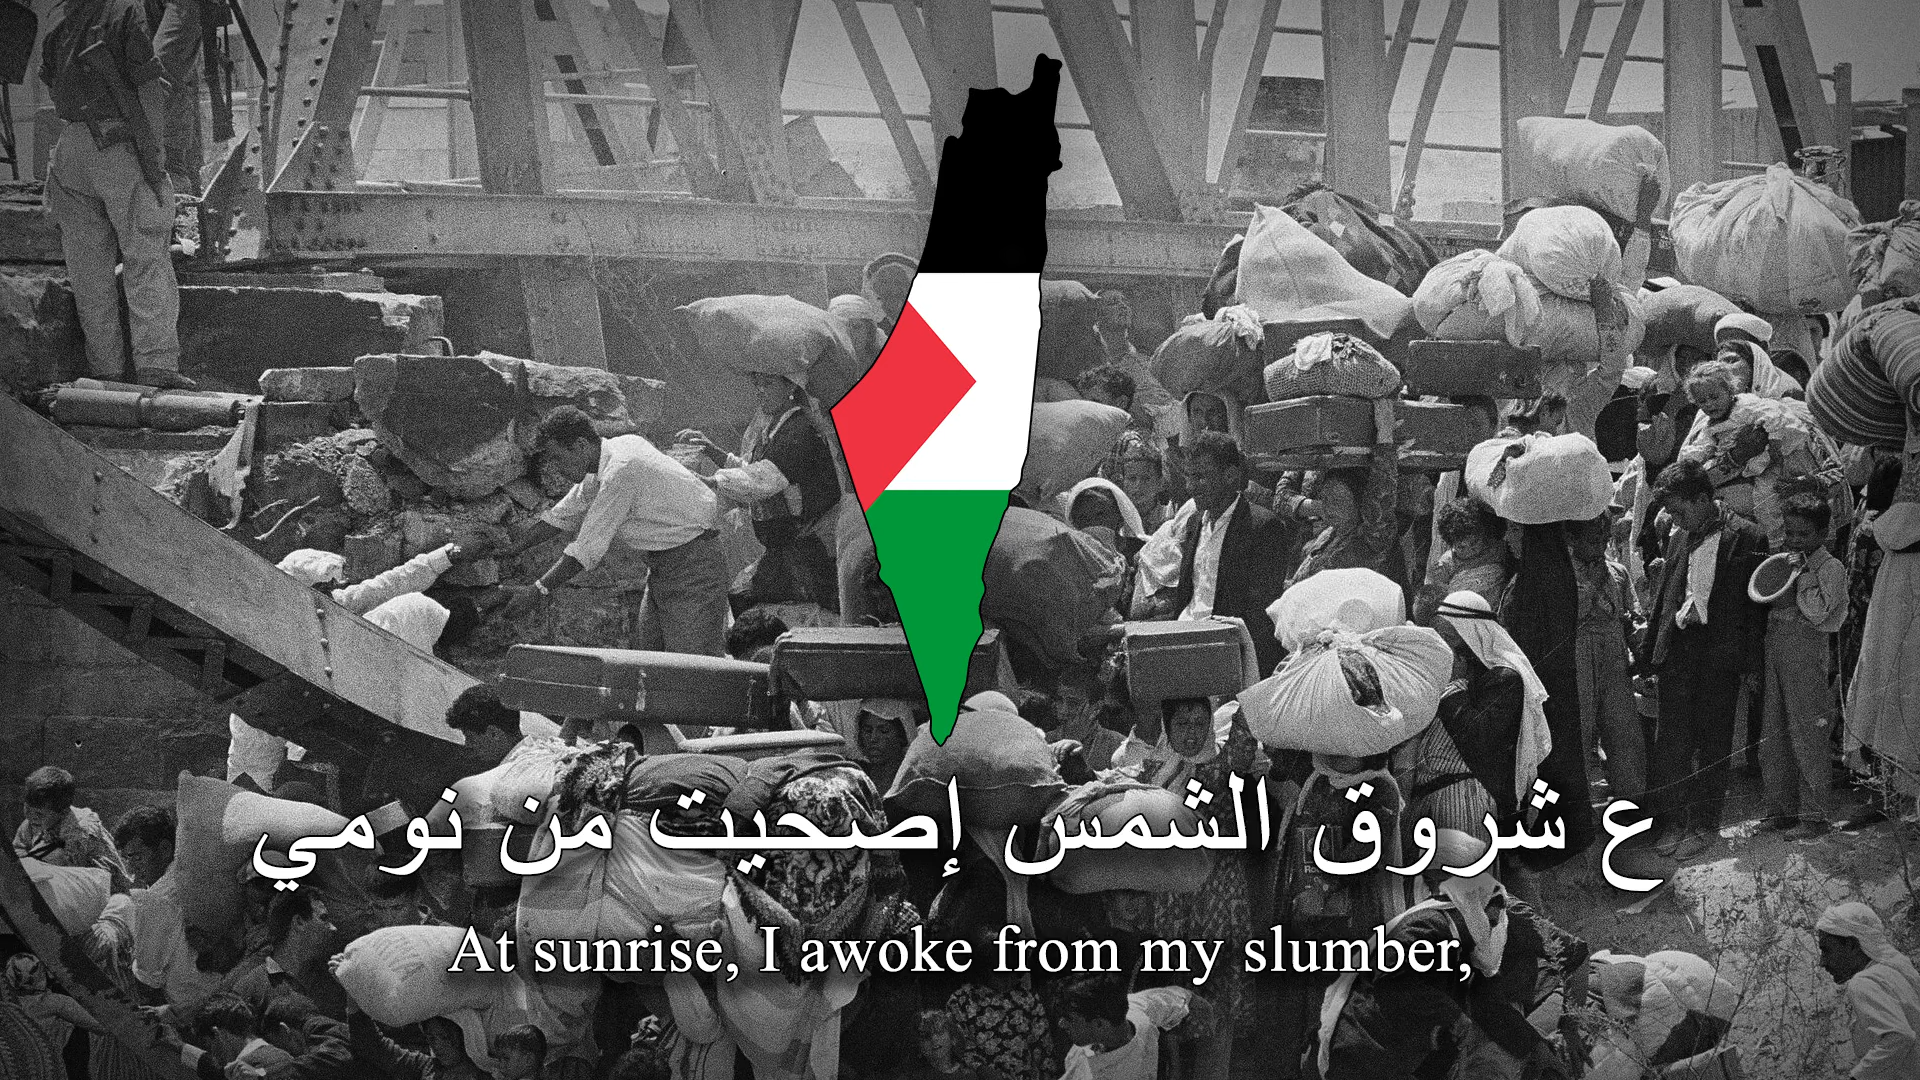 ع شروق الشمس إصحيت من نومي
At sunrise, I awoke from my slumber,